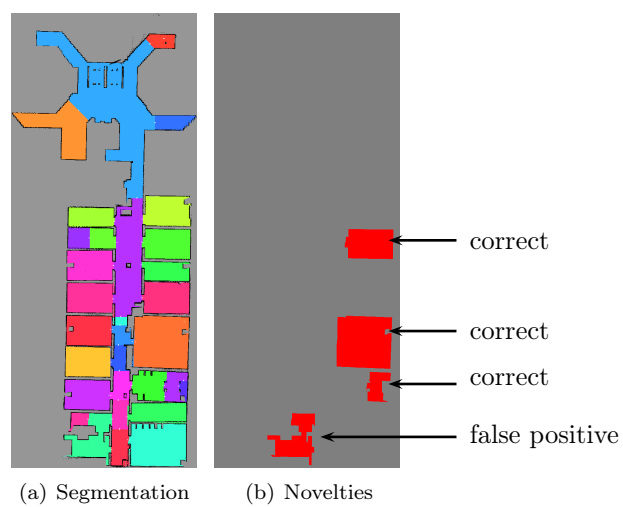 correct
correct
correct
false positive
(a) Segmentation
(b) Novelties